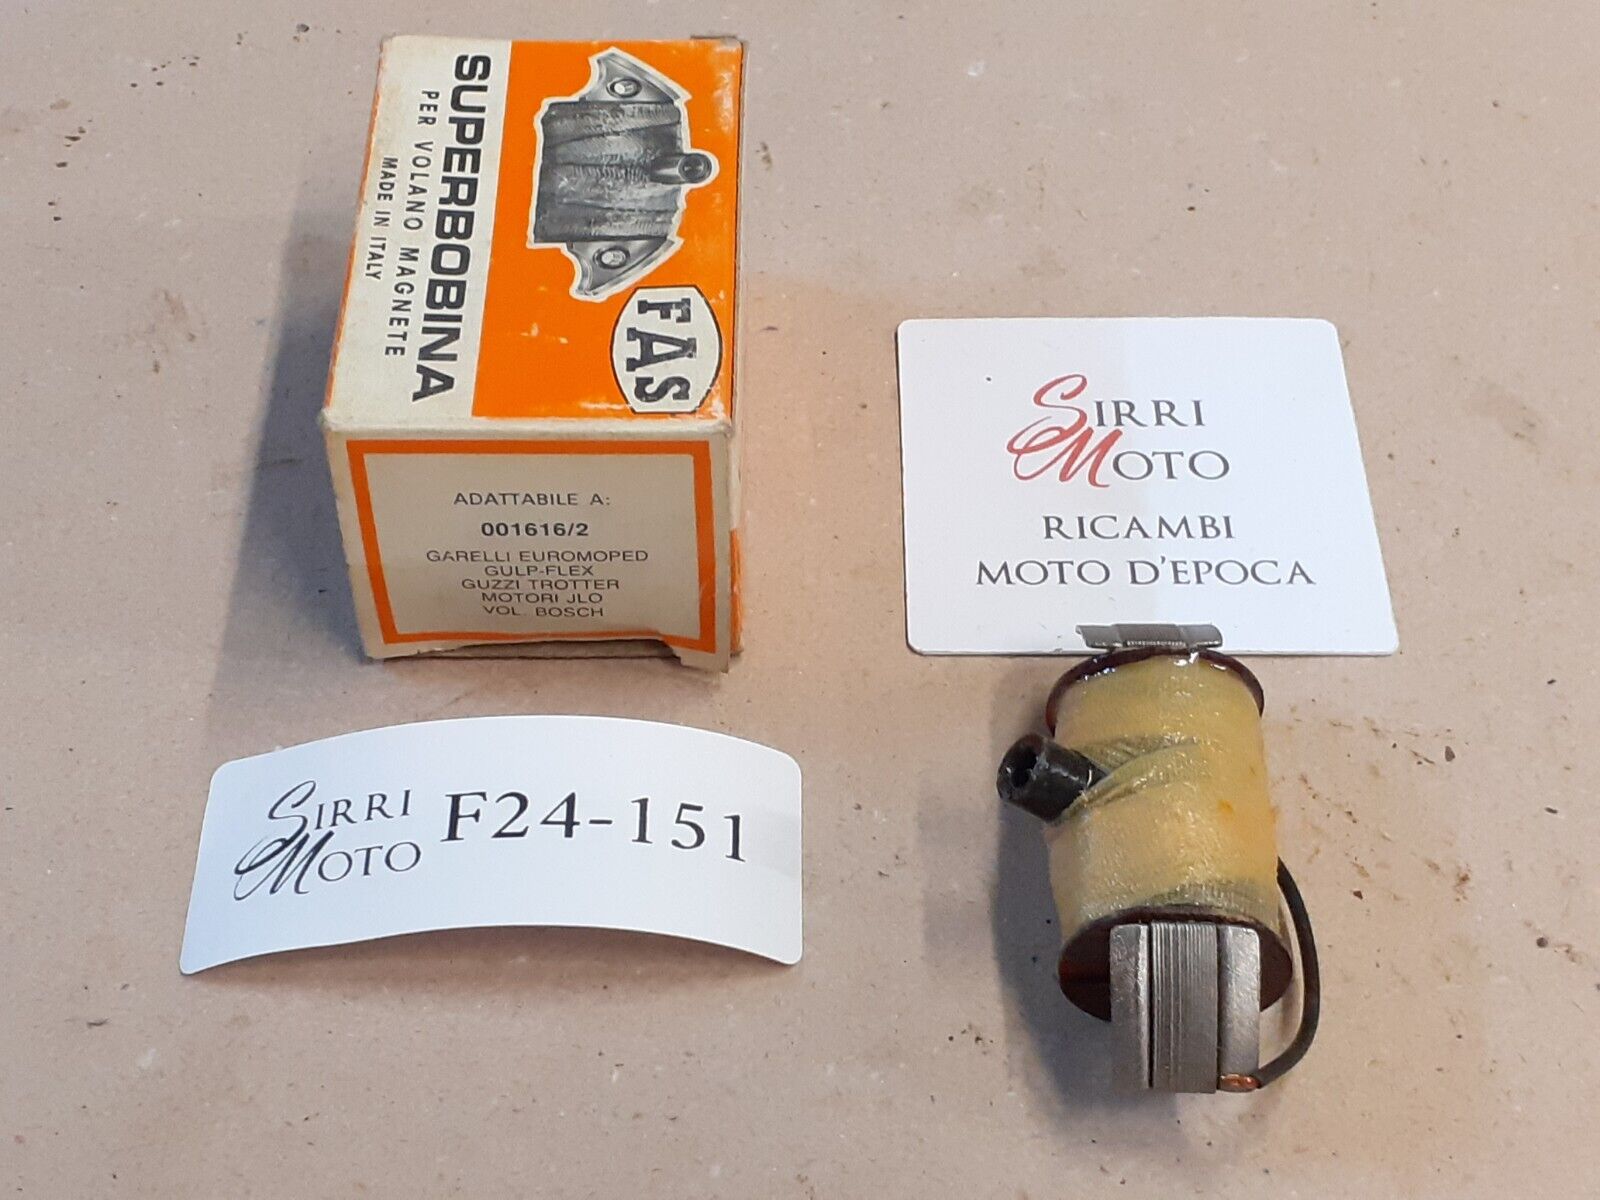 SUPERBOBINA
PER VOLANO MAGNETE
MADE IN ITALY
FAS
ADATTABILE A:
001616/2
GARELLI EUROMOPED
GULP-FLEX
GUZZI TROTTER
MOTORI JLO
VOL. BOSCH
SIRRI
MOTO
RICAMBI
MOTO D'EPOCA
SIRRI
MOTO
F24-151